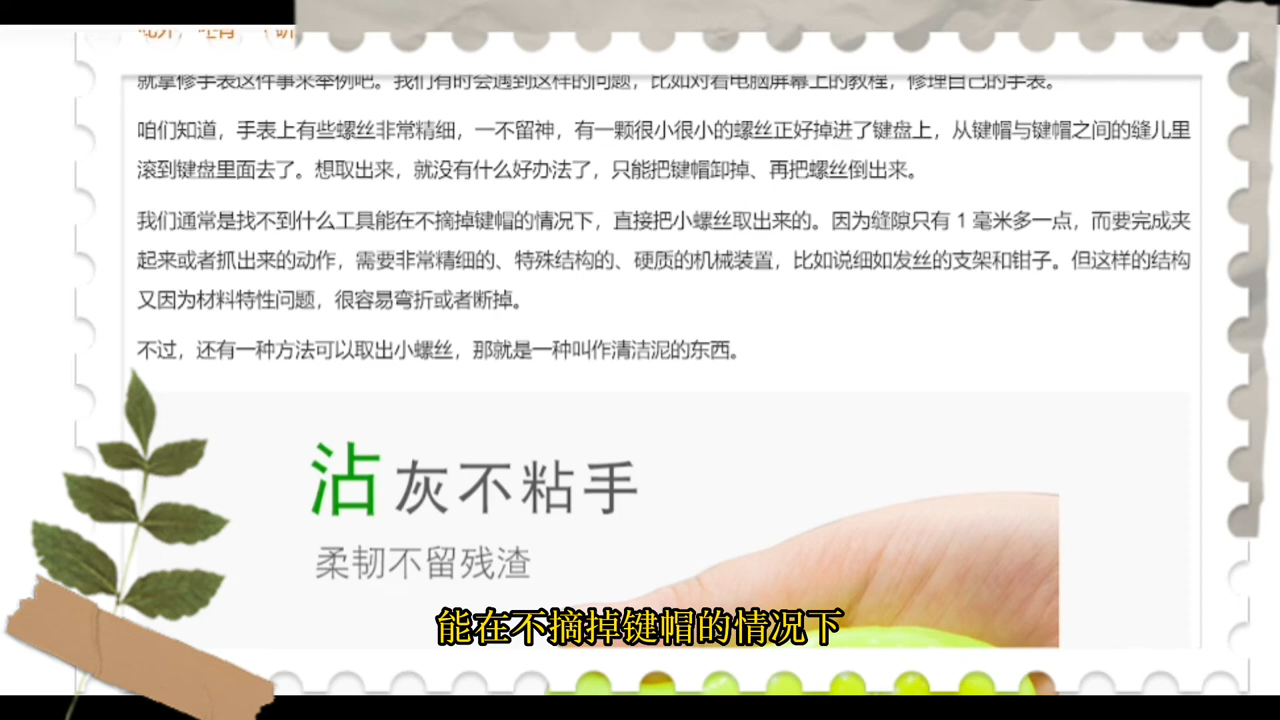 就拿修手表这件事来举例吧。我们有时会遇到这样的问题，比如对着电脑屏幕上的教程，修理自己的手表。
咱们知道，手表上有些螺丝非常精细，一不留神，有一颗很小很小的螺丝正好掉进了键盘上，从键帽与键帽之间的缝儿里
滚到键盘里面去了。想取出来，就没有什么好办法了，只能把键帽卸掉、再把螺丝倒出来。
我们通常是找不到什么工具能在不摘掉键帽的情况下，直接把小螺丝取出来的。因为缝隙只有 1 毫米多一点，而要完成夹
起来或者抓出来的动作，需要非常精细的、特殊结构的、硬质的机械装置，比如说细如发丝的支架和钳子。但这样的结构
又因为材料特性问题，很容易弯折或者断掉。
不过，还有一种方法可以取出小螺丝，那就是一种叫作清洁泥的东西。
沾灰不粘手
柔韧不留残渣
能在不摘掉键帽的情况下